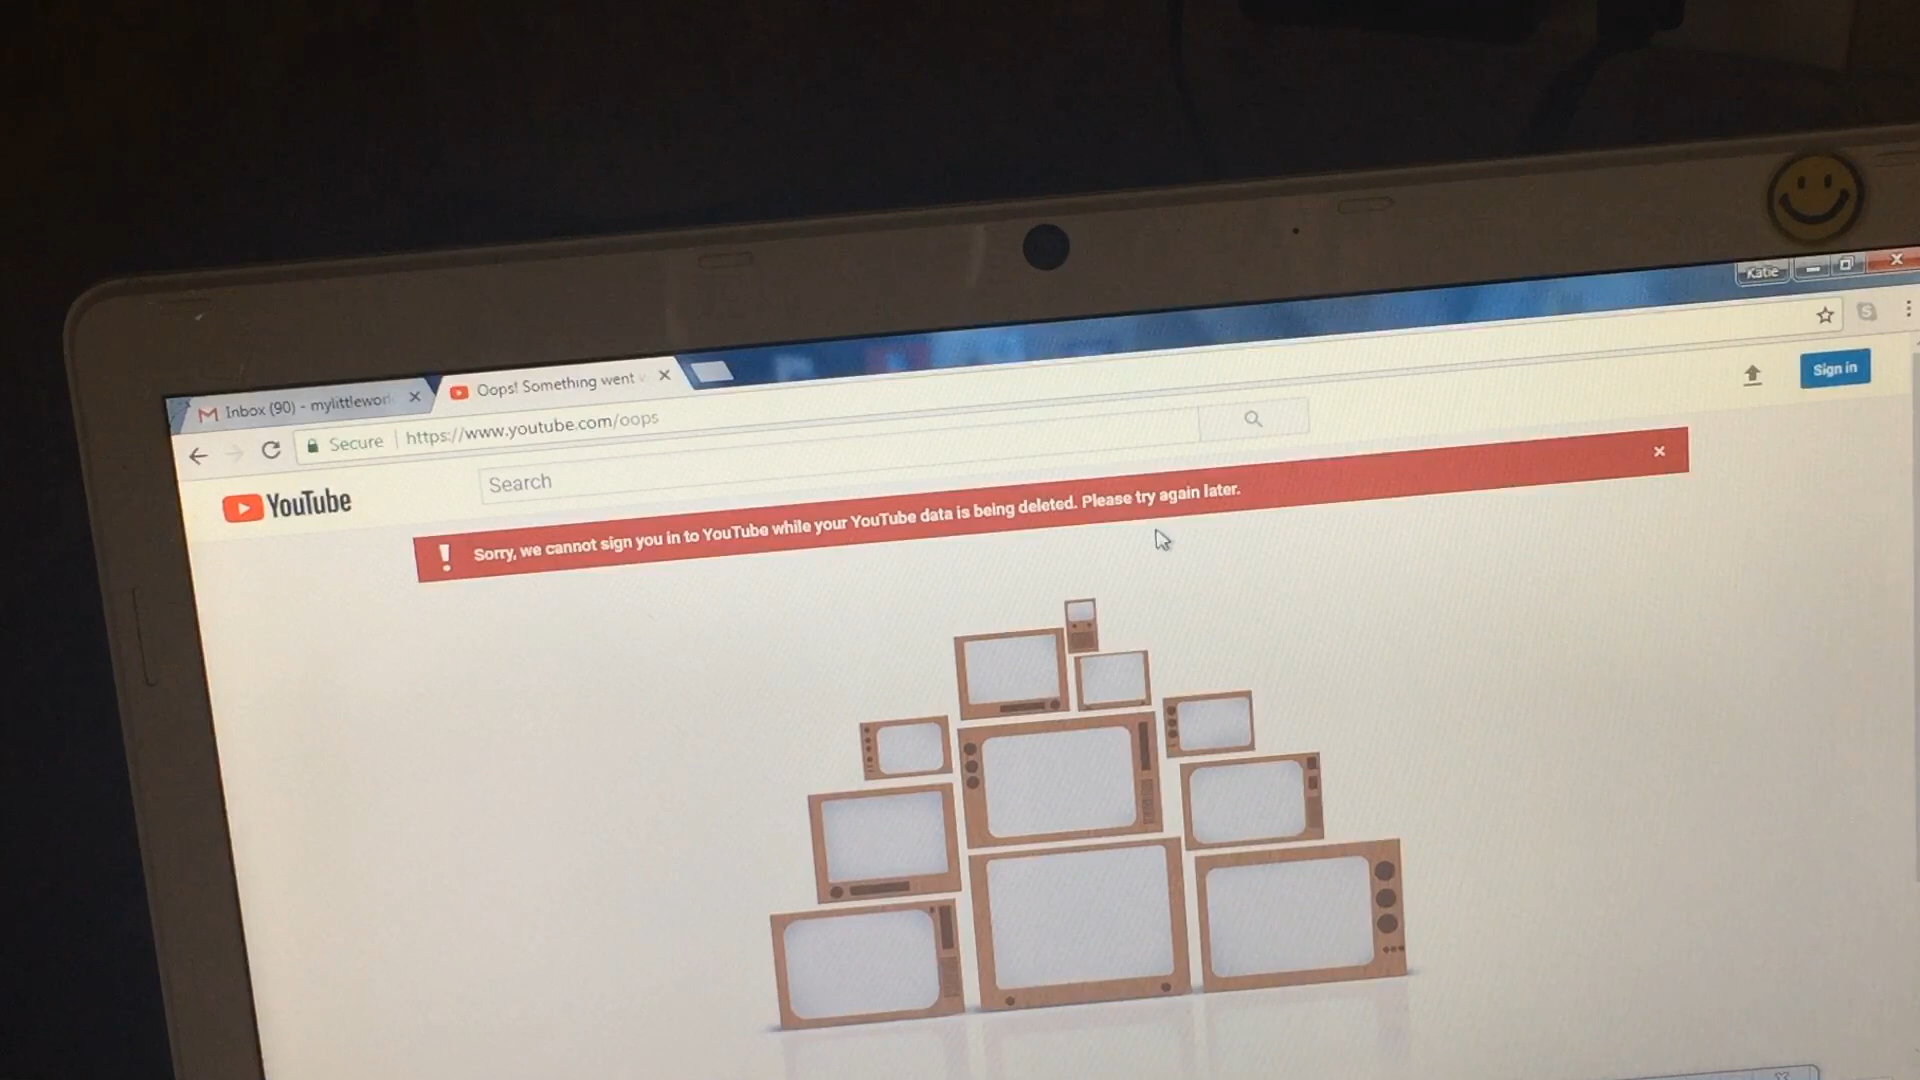 Katie
Inbox (90) - mylittleworl
Oops! Something went
Secure
https://www.youtube.com/oops
Sign in
YouTube
Search
Sorry, we cannot sign you in to YouTube while your YouTube data is being deleted. Please try again later.